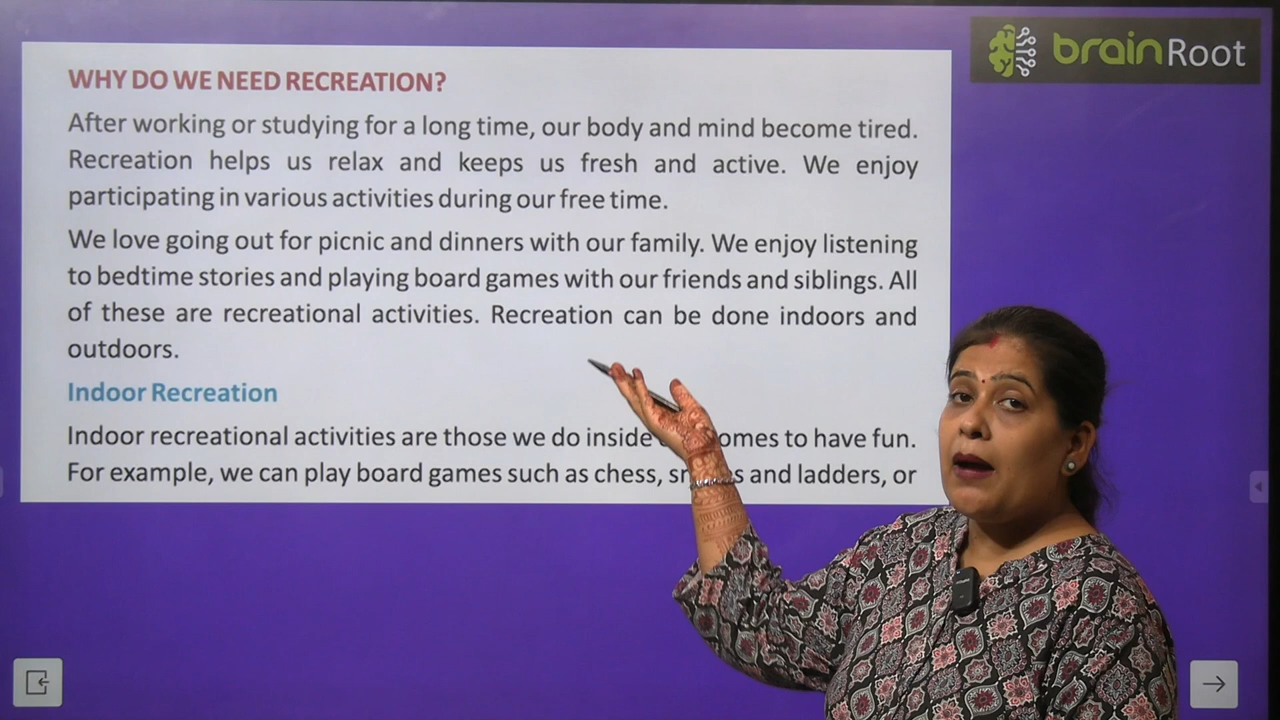 brainRoot
WHY DO WE NEED RECREATION?
After working or studying for a long time, our body and mind become tired.
Recreation helps us relax and keeps us fresh and active. We enjoy
participating in various activities during our free time.
We love going out for picnic and dinners with our family. We enjoy listening
to bedtime stories and playing board games with our friends and siblings. All
of these are recreational activities. Recreation can be done indoors and
outdoors.
Indoor Recreation
Indoor recreational activities are those we do inside to have fun.
For example, we can play board games such as chess, and ladders, or